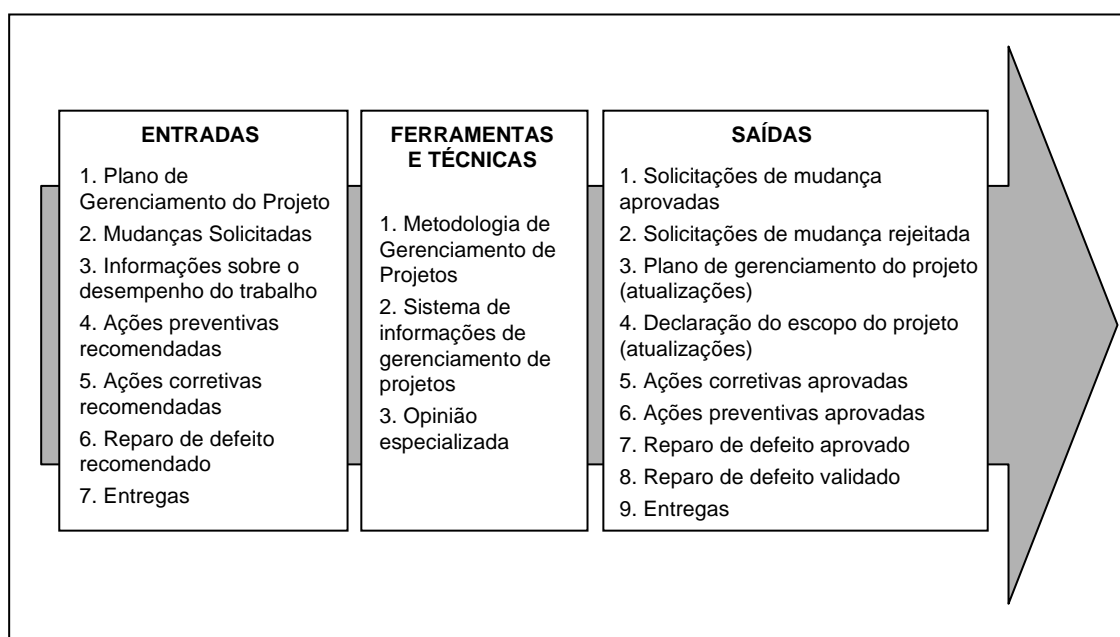 ENTRADAS
1. Plano de
Gerenciamento do Projeto
2. Mudanças Solicitadas
3. Informações sobre o
desempenho do trabalho
4. Ações preventivas
recomendadas
5. Ações corretivas
recomendadas
6. Reparo de defeito
recomendado
7. Entregas
FERRAMENTAS
E TÉCNICAS
1. Metodologia de
Gerenciamento de
Projetos
2. Sistema de
informações de
gerenciamento de
projetos
3. Opinião
especializada
SAÍDAS
1. Solicitações de mudança
aprovadas
2. Solicitações de mudança rejeitada
3. Plano de gerenciamento do projeto
(atualizações)
4. Declaração do escopo do projeto
(atualizações)
5. Ações corretivas aprovadas
6. Ações preventivas aprovadas
7. Reparo de defeito aprovado
8. Reparo de defeito validado
9. Entregas